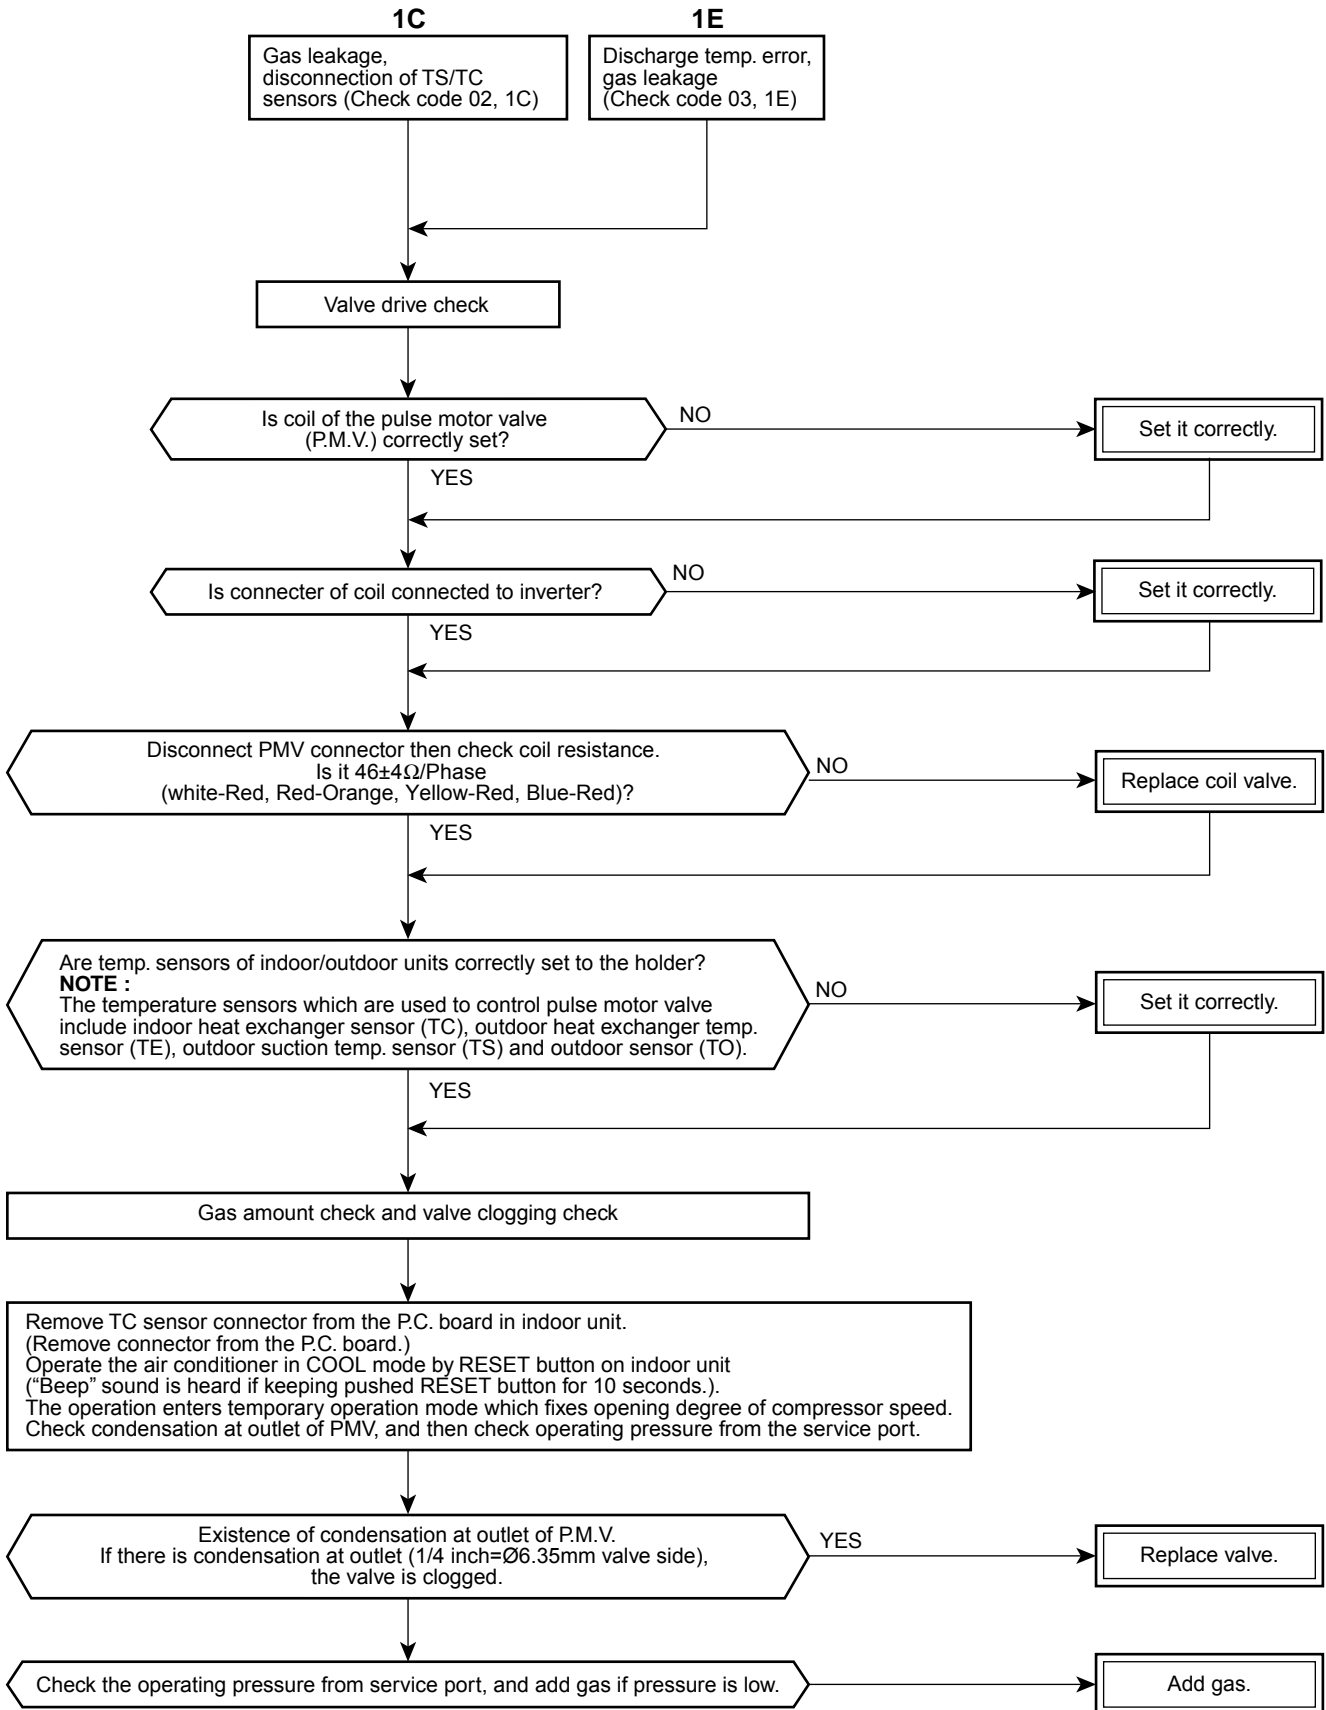 1C
1E
Gas leakage,
disconnection of TS/TC
sensors (Check code 02, 1C)
Discharge temp. error,
gas leakage
(Check code 03, 1E)
Valve drive check
Is coil of the pulse motor valve
(P.M.V.) correctly set?
NO
Set it correctly.
YES
Is connecter of coil connected to inverter?
NO
Set it correctly.
YES
Disconnect PMV connector then check coil resistance.
Is it 46±4Ω/Phase
(white-Red, Red-Orange, Yellow-Red, Blue-Red)?
NO
Replace coil valve.
YES
Are temp. sensors of indoor/outdoor units correctly set to the holder?
NOTE :
The temperature sensors which are used to control pulse motor valve
include indoor heat exchanger sensor (TC), outdoor heat exchanger temp.
sensor (TE), outdoor suction temp. sensor (TS) and outdoor sensor (TO).
NO
Set it correctly.
YES
Gas amount check and valve clogging check
Remove TC sensor connector from the P.C. board in indoor unit.
(Remove connector from the P.C. board.)
Operate the air conditioner in COOL mode by RESET button on indoor unit
(“Beep” sound is heard if keeping pushed RESET button for 10 seconds.).
The operation enters temporary operation mode which fixes opening degree of compressor speed.
Check condensation at outlet of PMV, and then check operating pressure from the service port.
Existence of condensation at outlet of P.M.V.
If there is condensation at outlet (1/4 inch=Ø6.35mm valve side),
the valve is clogged.
YES
Replace valve.
Check the operating pressure from service port, and add gas if pressure is low.
Add gas.